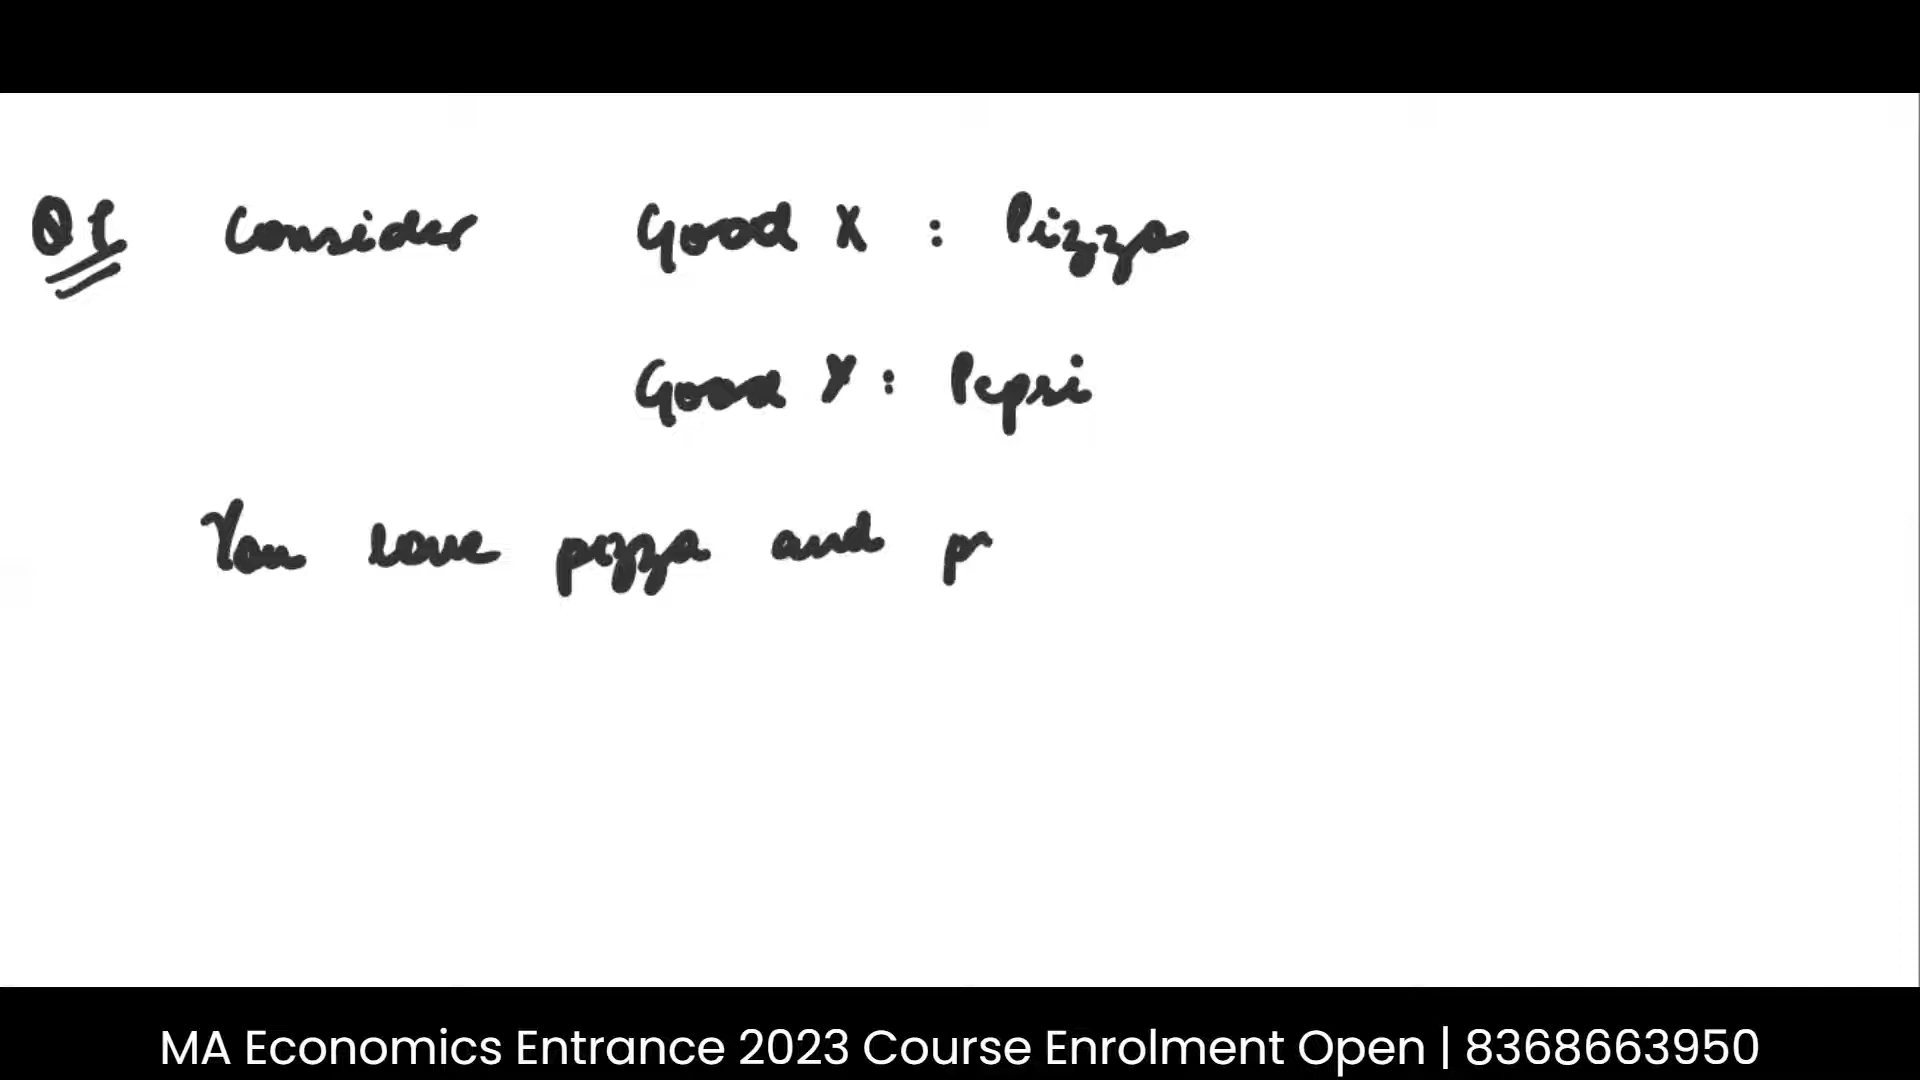 Q1 Consider Good X : Pizza
Good Y : Pepsi
You love pizza and
MA Economics Entrance 2023 Course Enrolment Open | 8368663950